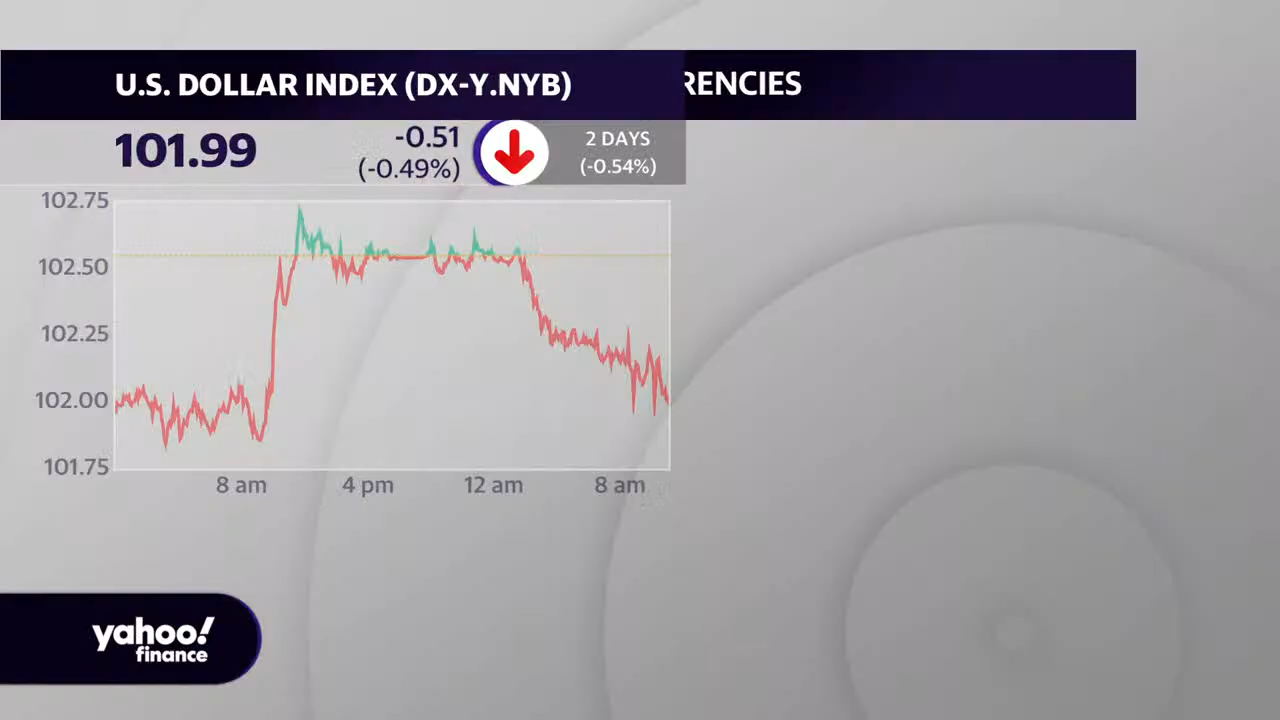 U.S. DOLLAR INDEX (DX-Y.NYB)
RENCIES
101.99
-0.51
(-0.49%)
2 DAYS
(-0.54%)
102.75
102.50
102.25
102.00
101.75
8 am 4 pm 12 am 8 am
yahoo!
finance